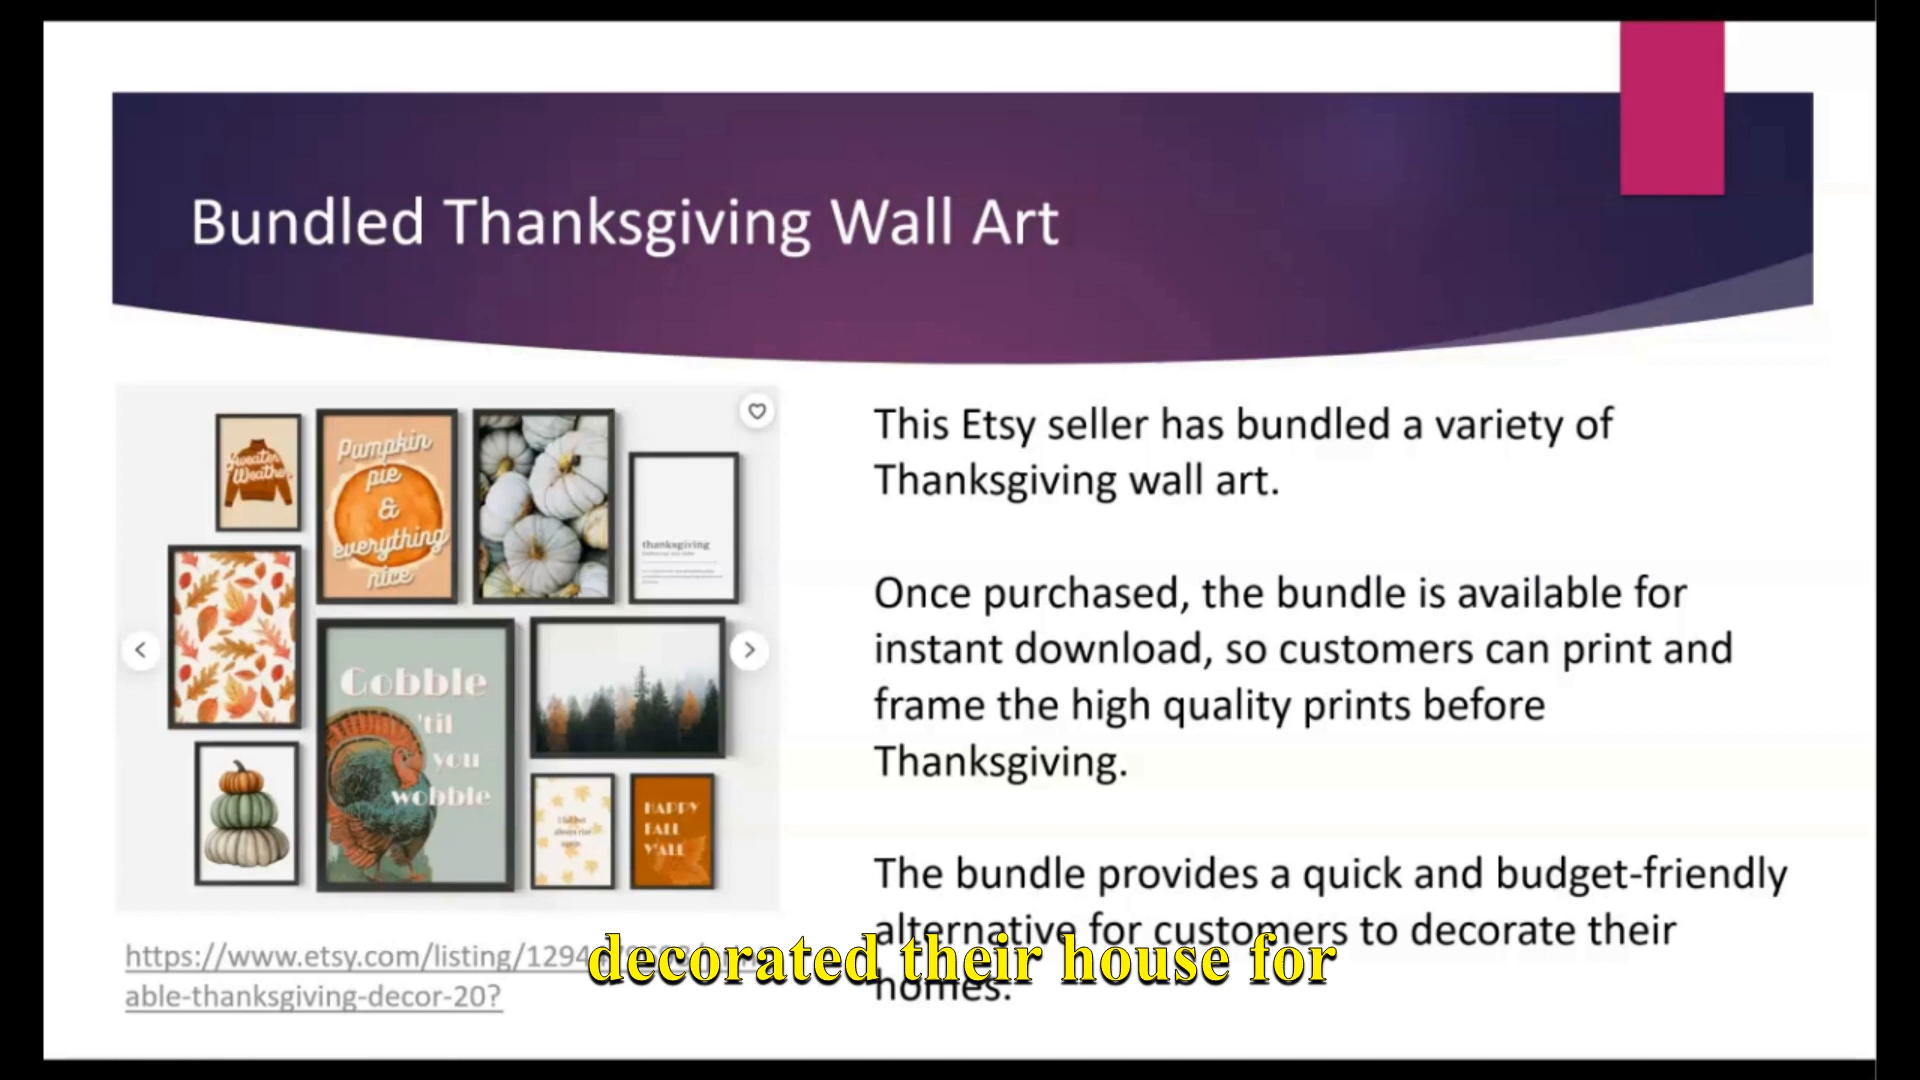 Bundled Thanksgiving Wall Art
Sweater
Weather
Pumpkin
pie
&
everything
nice
thanksgiving
Gobble
'til
you
wobble
HAPPY
FALL
Y'ALL
https://www.etsy.com/listing/1294
able-thanksgiving-decor-20?
This Etsy seller has bundled a variety of
Thanksgiving wall art.
Once purchased, the bundle is available for
instant download, so customers can print and
frame the high quality prints before
Thanksgiving.
The bundle provides a quick and budget-friendly
alternative for customers to decorate their
homes.
decorated their house for